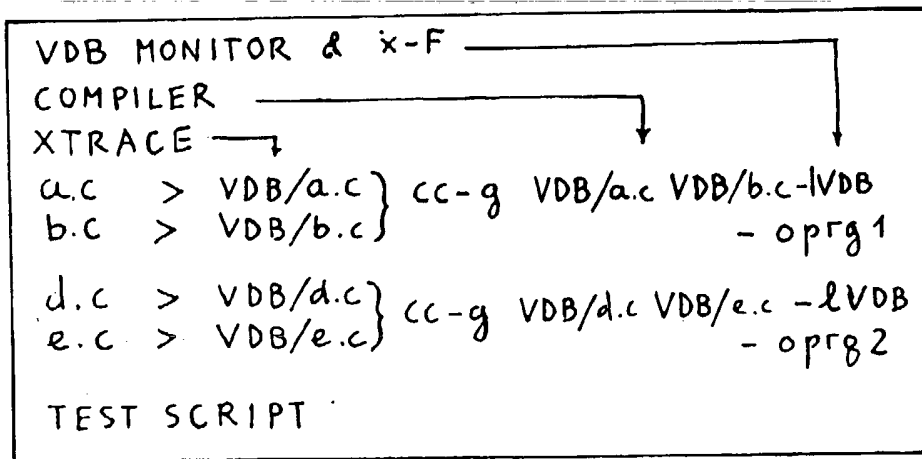 VDB MONITOR & X-F
COMPILER
XTRACE
a.c > VDB/a.c } cc-g VDB/a.c VDB/b.c-lVDB
b.c > VDB/b.c - oprg1
d.c > VDB/d.c } cc-g VDB/d.c VDB/e.c -lVDB
e.c > VDB/e.c - oprg2
TEST SCRIPT